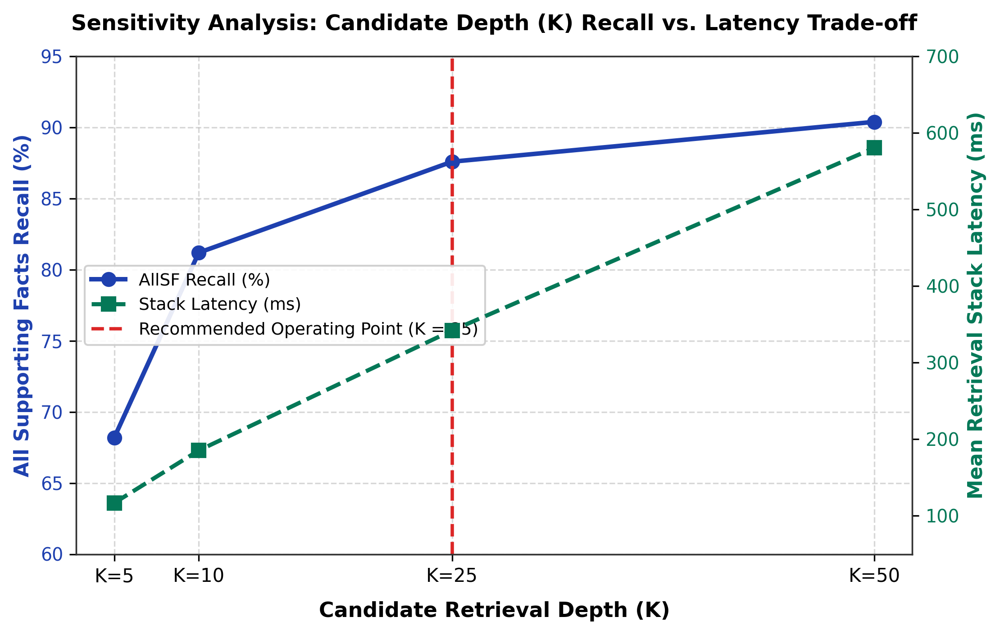 Sensitivity Analysis: Candidate Depth (K) Recall vs. Latency Trade-off
All Supporting Facts Recall (%)
95
90
85
80
75
70
65
60
AllSF Recall (%)
Stack Latency (ms)
Recommended Operating Point (K = 5)
700
600
500
400
300
200
100
Mean Retrieval Stack Latency (ms)
K=5
K=10
K=25
K=50
Candidate Retrieval Depth (K)